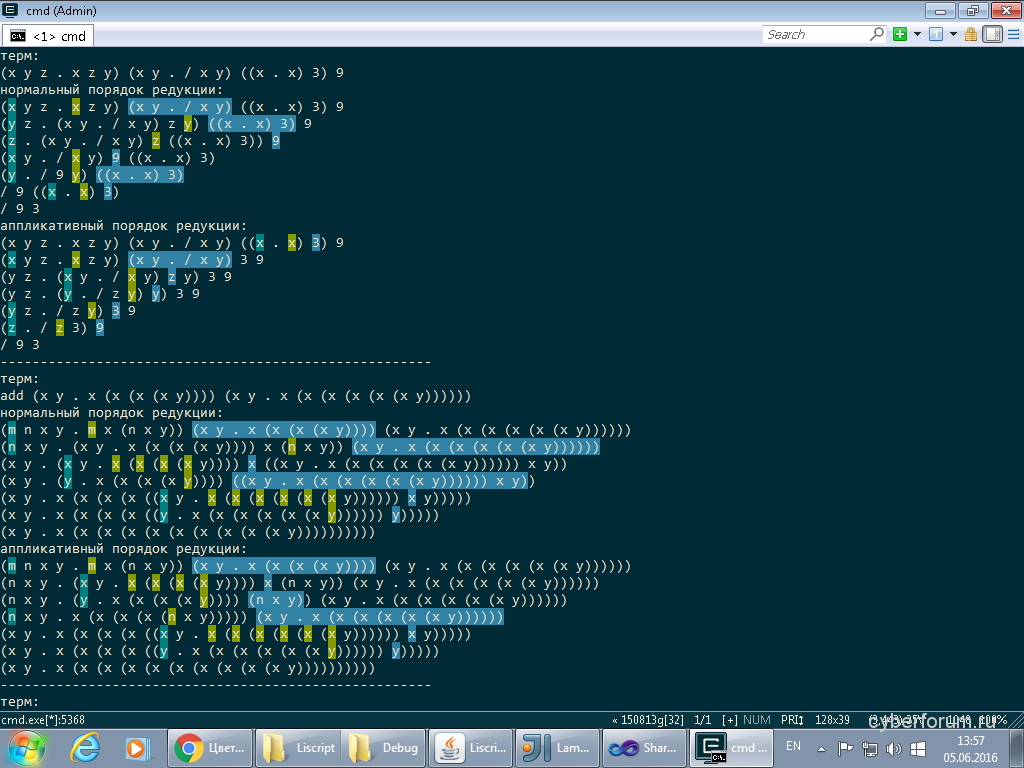 cmd (Admin)
<1> cmd
Search
терм:
(x y z . x z y) (x y . / x y) ((x . x) 3) 9
нормальный порядок редукции:
(x y z . x z y) (x y . / x y) ((x . x) 3) 9
(y z . (x y . / x y) z y) ((x . x) 3) 9
(z . (x y . / x y) z ((x . x) 3)) 9
(x y . / x y) 9 ((x . x) 3)
(y . / 9 y) ((x . x) 3)
/ 9 ((x . x) 3)
/ 9 3
аппликативный порядок редукции:
(x y z . x z y) (x y . / x y) ((x . x) 3) 9
(x y z . x z y) (x y . / x y) 3 9
(y z . (x y . / x y) z y) 3 9
(y z . (y . / z y) y) 3 9
(y z . / z y) 3 9
(z . / z 3) 9
/ 9 3
------------------------------------------------------
терм:
add (x y . x (x (x (x y)))) (x y . x (x (x (x (x (x y))))))
нормальный порядок редукции:
(m n x y . m x (n x y)) (x y . x (x (x (x y)))) (x y . x (x (x (x (x (x y))))))
(n x y . (x y . x (x (x (x y)))) x (n x y)) (x y . x (x (x (x (x (x y))))))
(x y . (x y . x (x (x (x y)))) x ((x y . x (x (x (x (x (x y)))))) x y))
(x y . (y . x (x (x (x y)))) ((x y . x (x (x (x (x (x y)))))) x y))
(x y . x (x (x (x ((x y . x (x (x (x (x (x y)))))) x y)))))
(x y . x (x (x (x ((y . x (x (x (x (x (x y)))))) y)))))
(x y . x (x (x (x (x (x (x (x (x (x y))))))))))
аппликативный порядок редукции:
(m n x y . m x (n x y)) (x y . x (x (x (x y)))) (x y . x (x (x (x (x (x y))))))
(n x y . (x y . x (x (x (x y)))) x (n x y)) (x y . x (x (x (x (x (x y))))))
(n x y . (y . x (x (x (x y)))) (n x y)) (x y . x (x (x (x (x (x y))))))
(n x y . x (x (x (x (n x y))))) (x y . x (x (x (x (x (x y))))))
(x y . x (x (x (x ((x y . x (x (x (x (x (x y)))))) x y)))))
(x y . x (x (x (x ((y . x (x (x (x (x (x y)))))) y)))))
(x y . x (x (x (x (x (x (x (x (x (x y))))))))))
------------------------------------------------------
терм:
cmd.exe[*]:5368 « 150813g[32] 1/1 [+] NUM PRI↕ 128x39 100%
cyberforum.ru
Цвет... Liscript Debug Liscri... Lam... Shar... cmd ... EN 13:57
05.06.2016